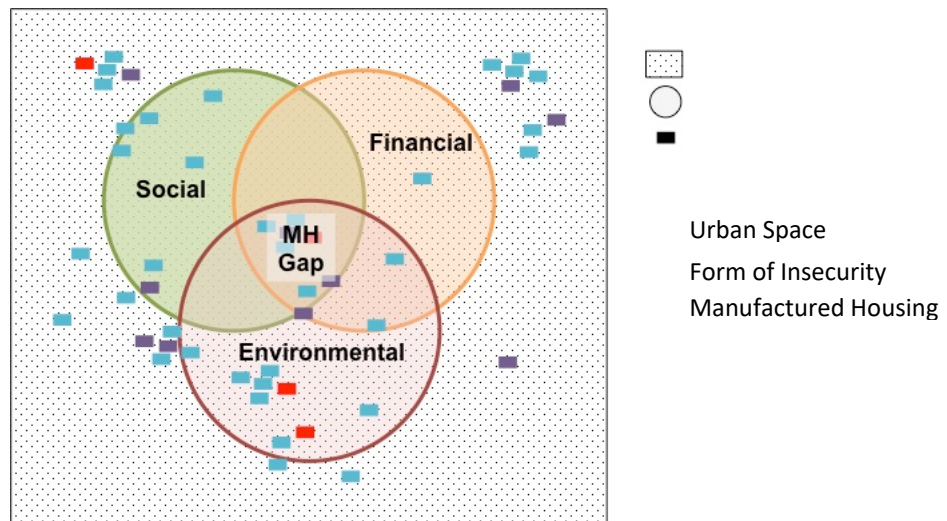 Financial
Social
MH
Gap
Environmental
Urban Space
Form of Insecurity
Manufactured Housing